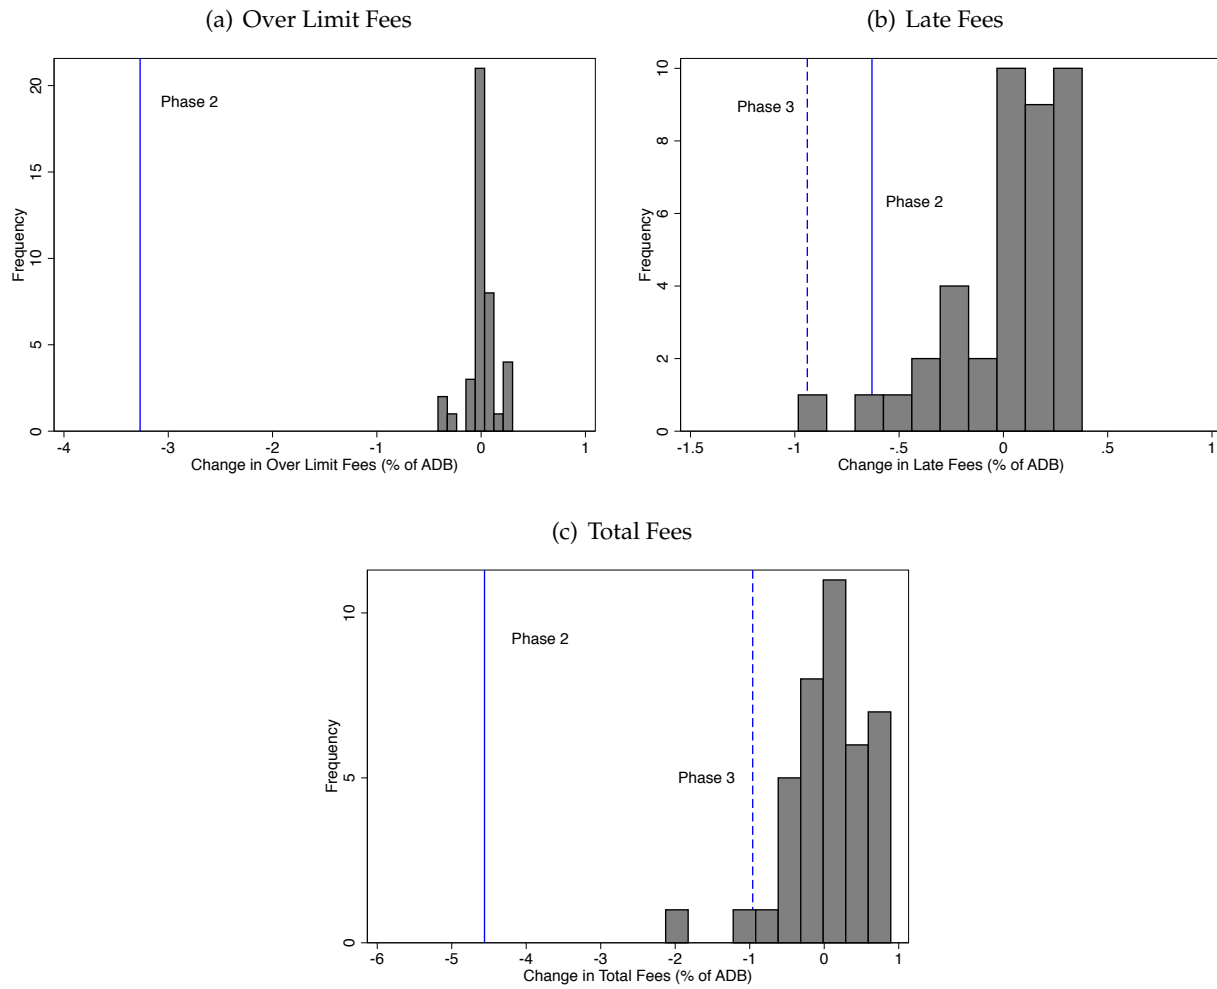 (a) Over Limit Fees
20
15
10
5
0
Frequency
Phase 2
-4 -3 -2 -1 0 1
Change in Over Limit Fees (% of ADB)
(b) Late Fees
10
8
6
4
2
0
Frequency
Phase 3
Phase 2
-1.5 -1 -.5 0 .5 1
Change in Late Fees (% of ADB)
(c) Total Fees
10
5
0
Frequency
Phase 2
Phase 3
-6 -5 -4 -3 -2 -1 0 1
Change in Total Fees (% of ADB)